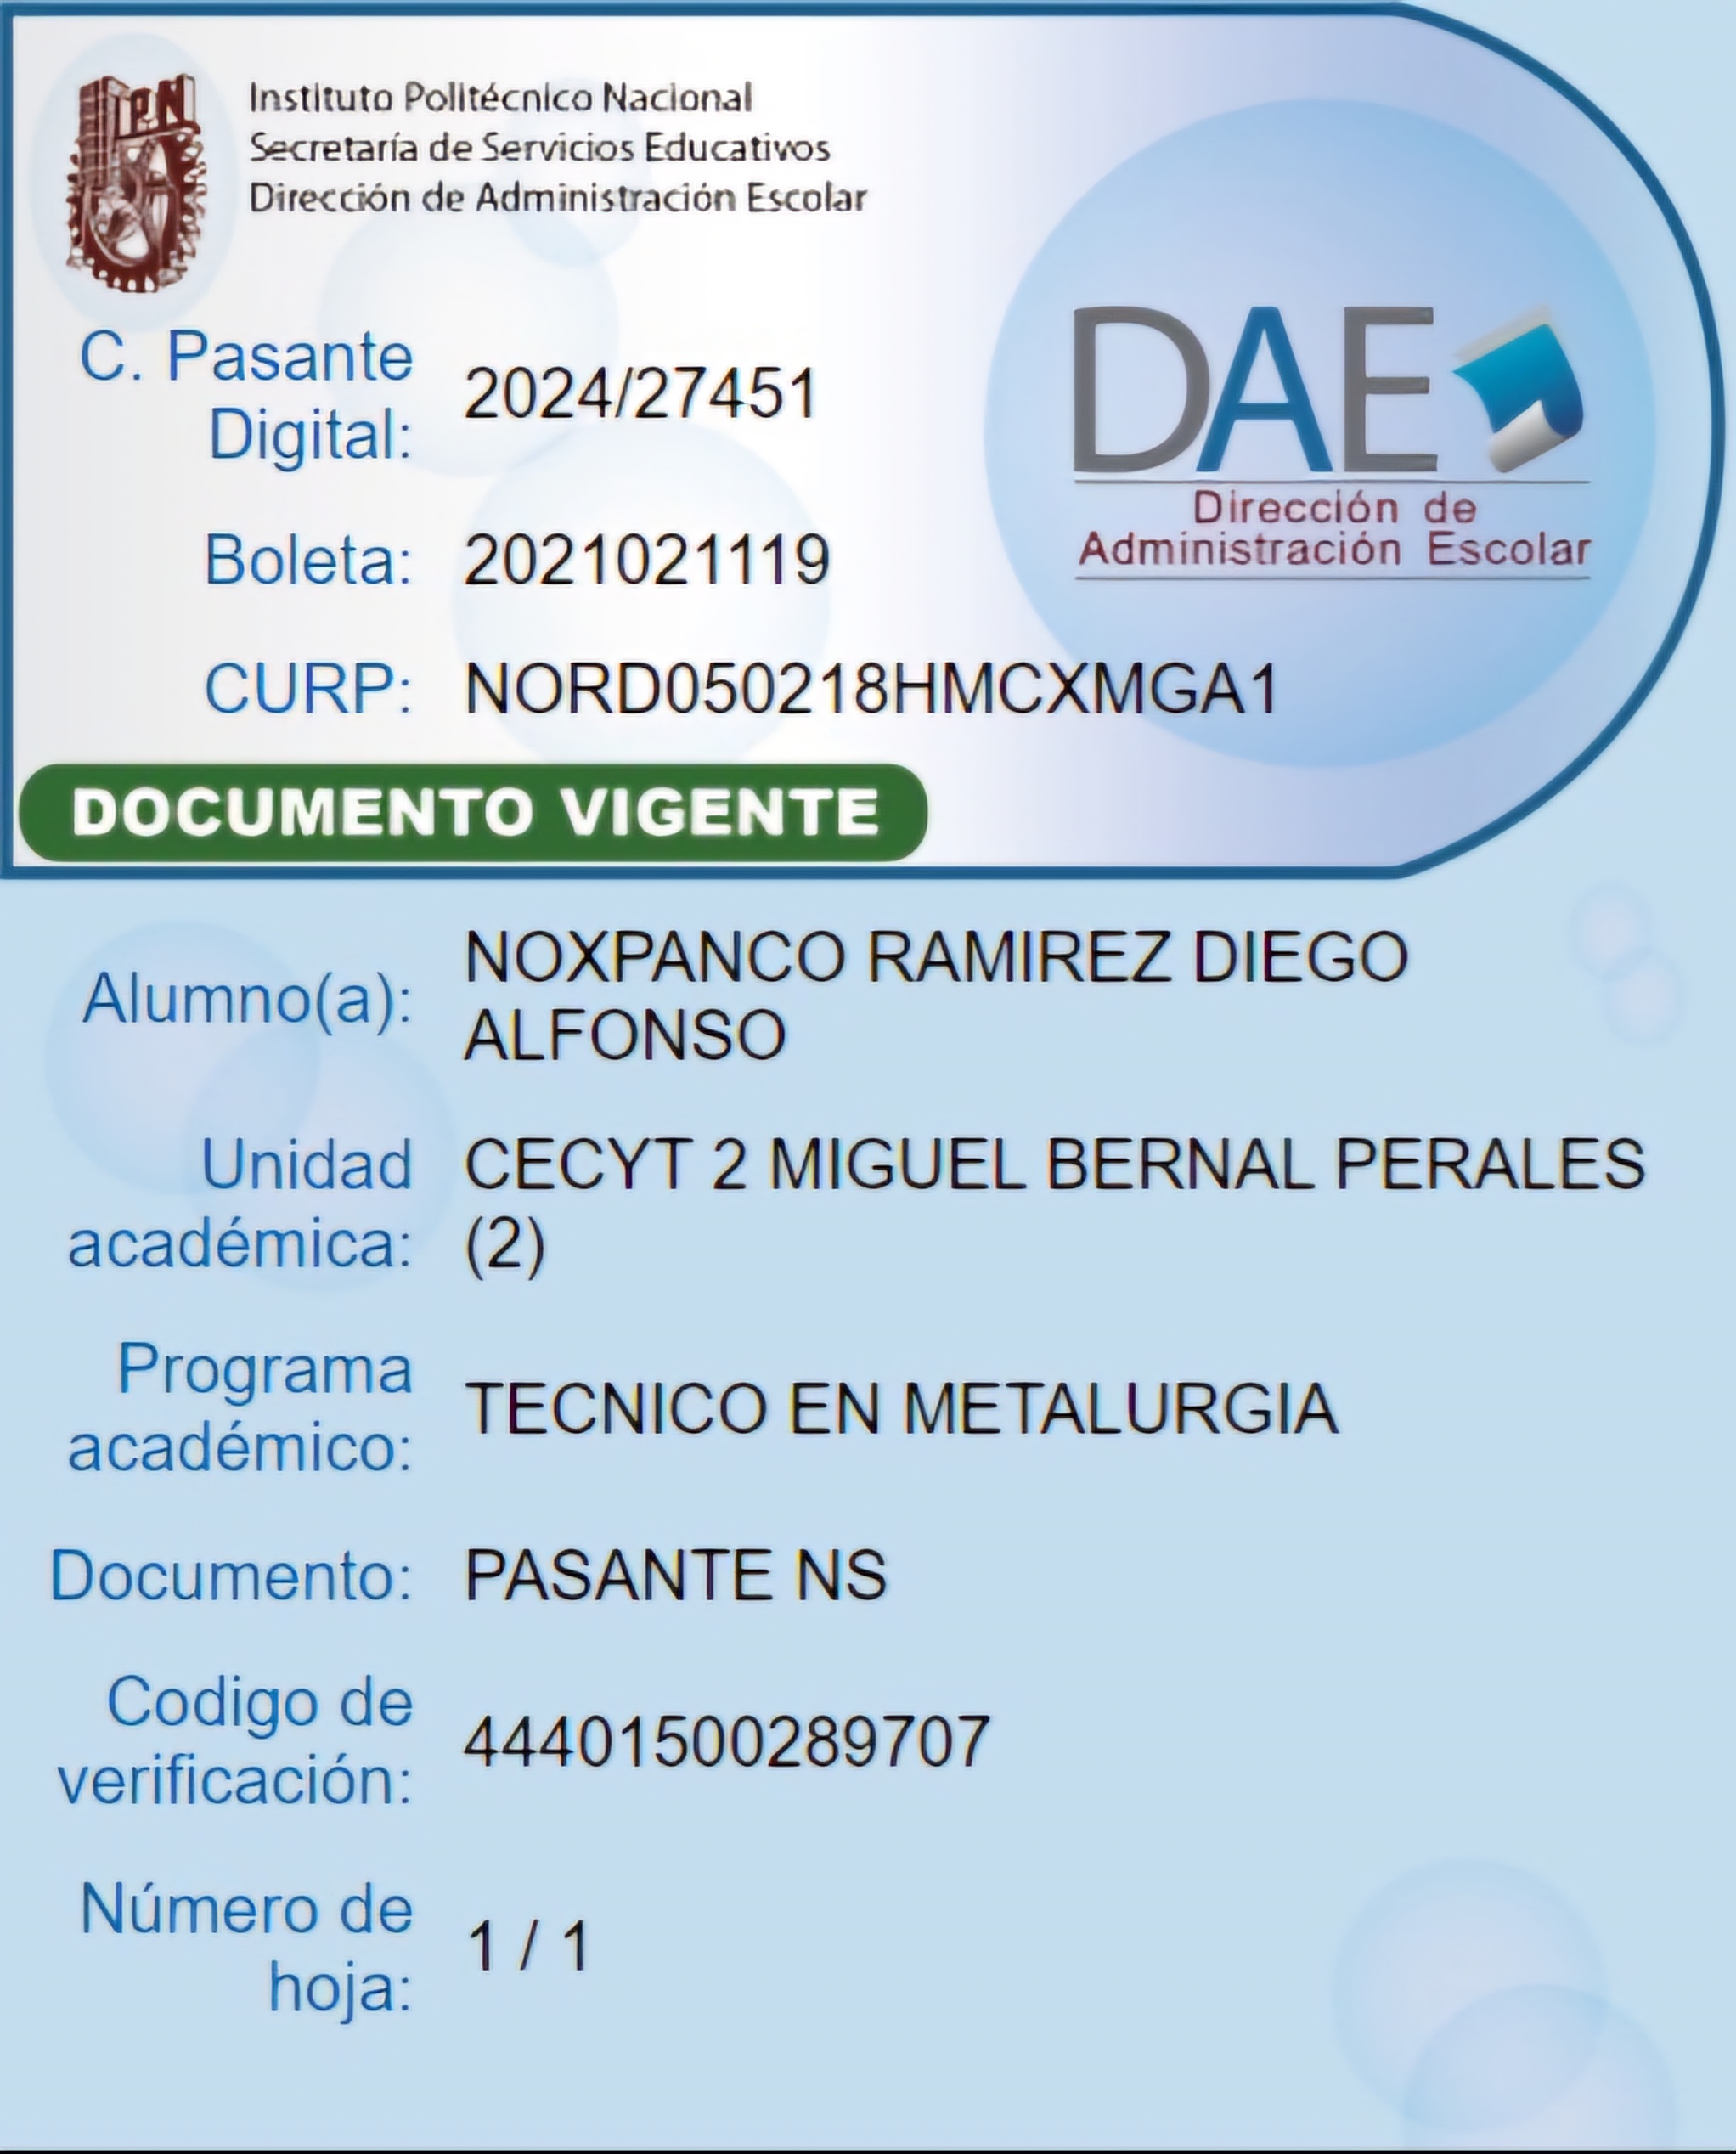 IPN
Instituto Politécnico Nacional
Secretaría de Servicios Educativos
Dirección de Administración Escolar
C. Pasante
Digital:
2024/27451
Boleta: 2021021119
CURP: NORD050218HMCXMGA1
DAE
Dirección de
Administración Escolar
DOCUMENTO VIGENTE
Alumno(a):
NOXPANCO RAMIREZ DIEGO
ALFONSO
Unidad
académica:
CECYT 2 MIGUEL BERNAL PERALES
(2)
Programa
académico:
TECNICO EN METALURGIA
Documento: PASANTE NS
Codigo de
verificación:
44401500289707
Número de
hoja:
1 / 1